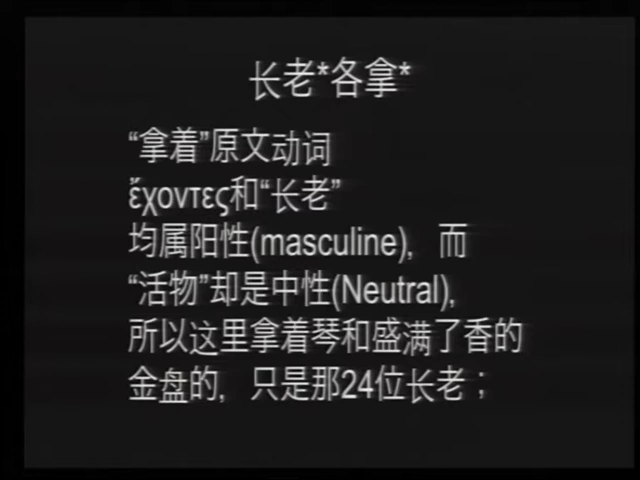 长老*各拿*
“拿着”原文动词
ἔχοντες和“长老”
均属阳性(masculine)，而
“活物”却是中性(Neutral),
所以这里拿着琴和盛满了香的
金盘的，只是那24位长老；